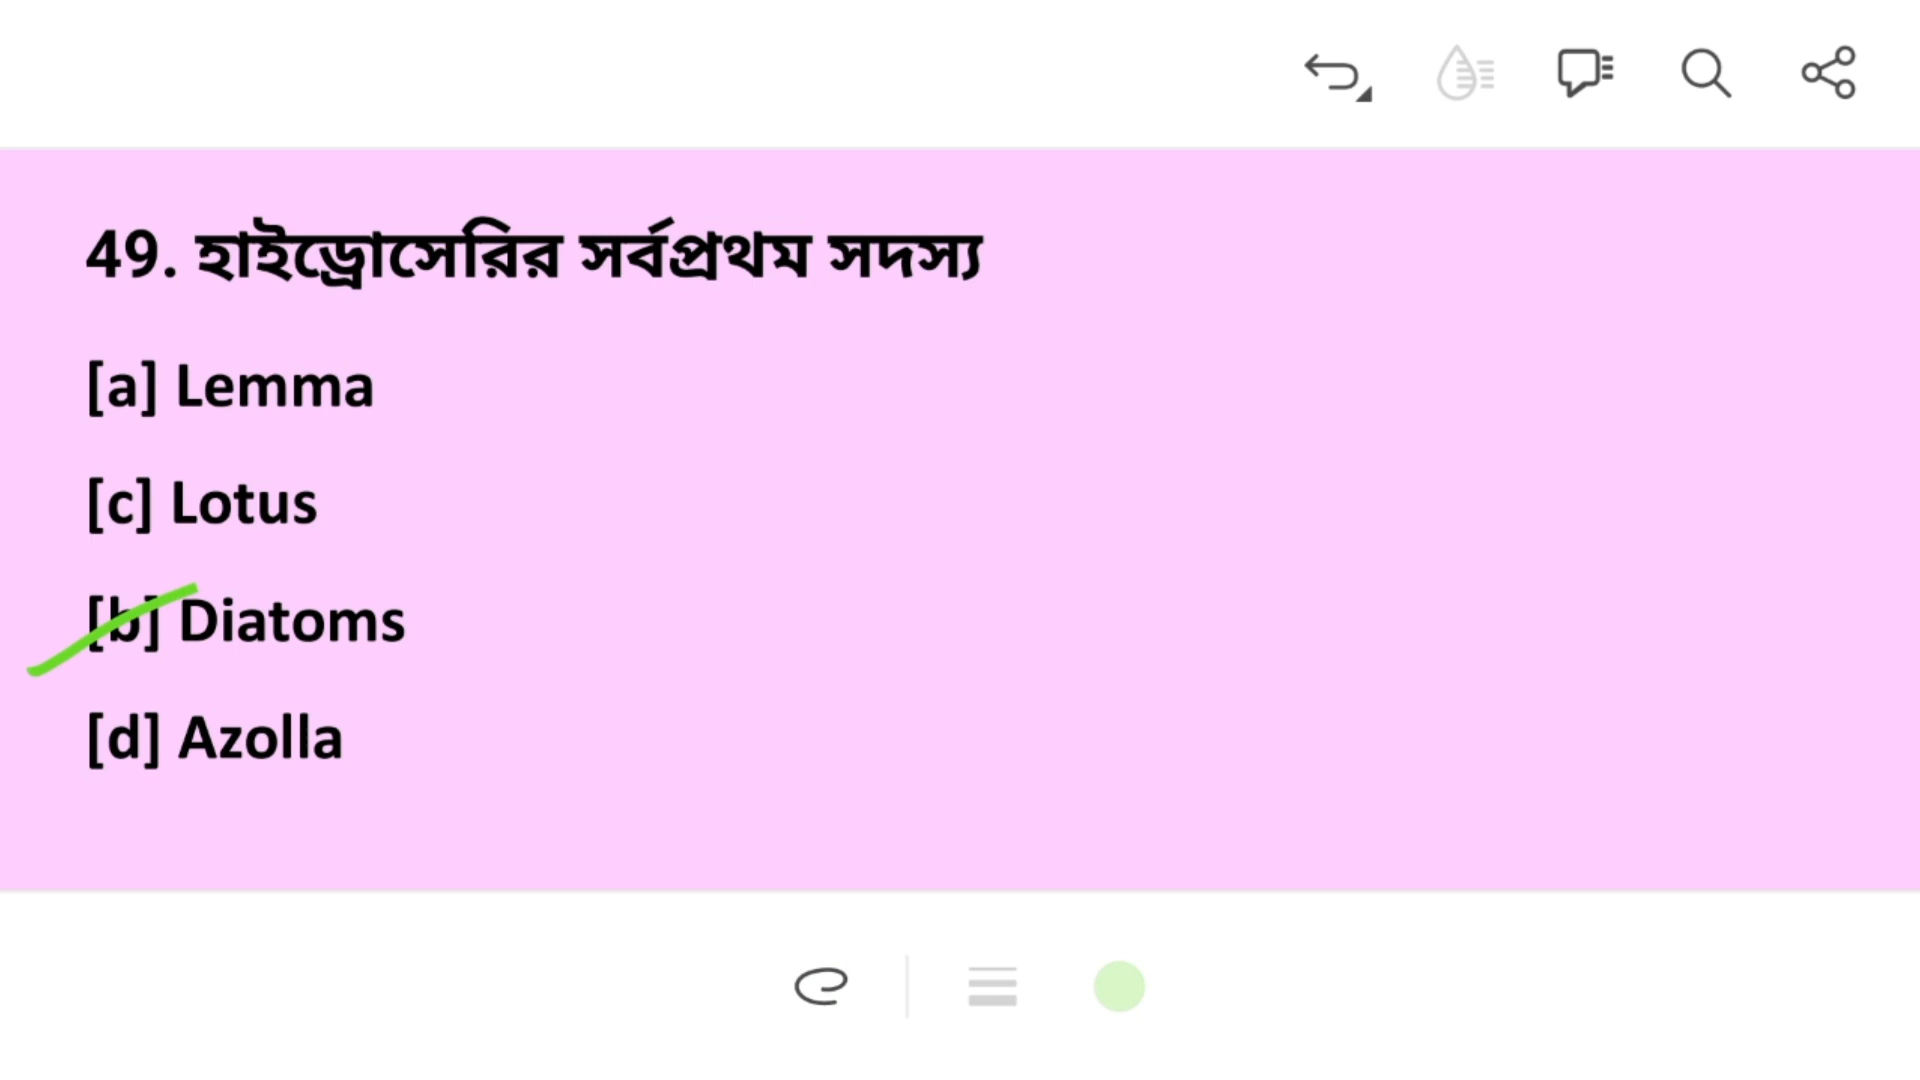 49. হাইড্রোসেরির সর্বপ্রথম সদস্য
[a] Lemma
[c] Lotus
[b] Diatoms
[d] Azolla